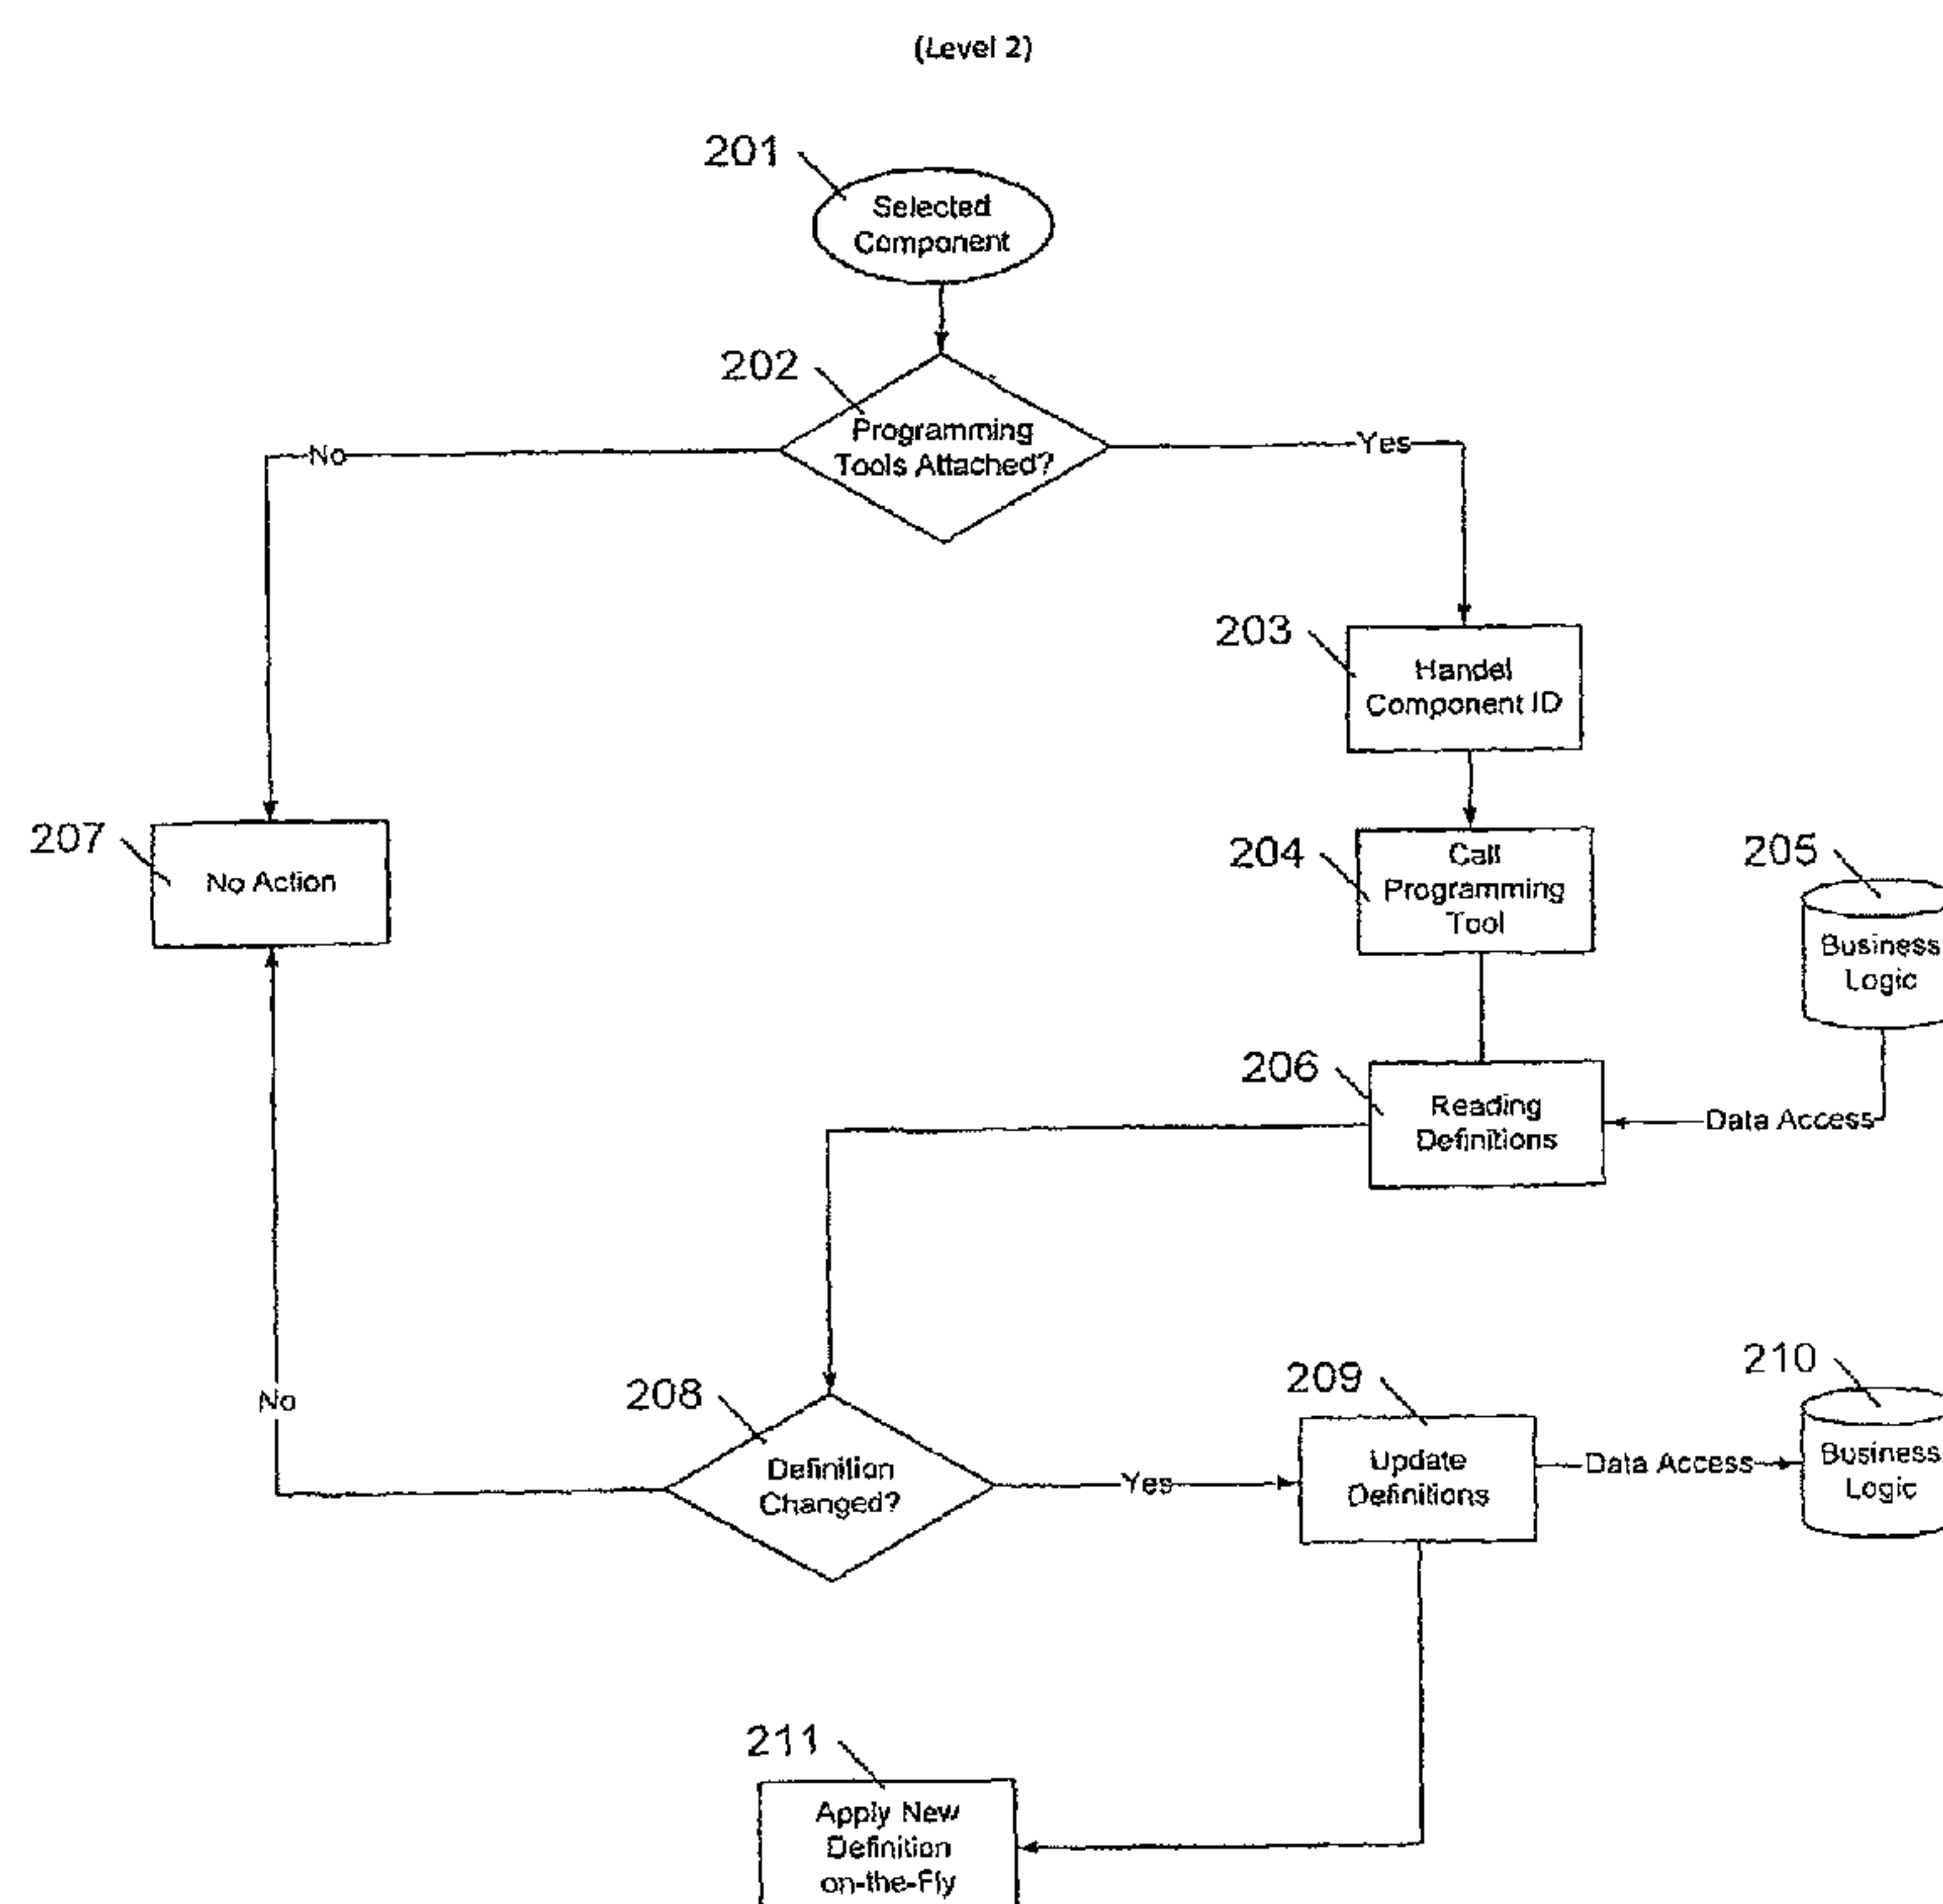 (Level 2)
201
Selected
Component
202
Programming
Tools Attached?
No
Yes
203
Handel
Component ID
207
No Action
204
Call
Programming
Tool
205
Business
Logic
206
Reading
Definitions
Data Access
No
208
Definition
Changed?
Yes
209
Update
Definitions
Data Access
210
Business
Logic
211
Apply New
Definition
on-the-Fly